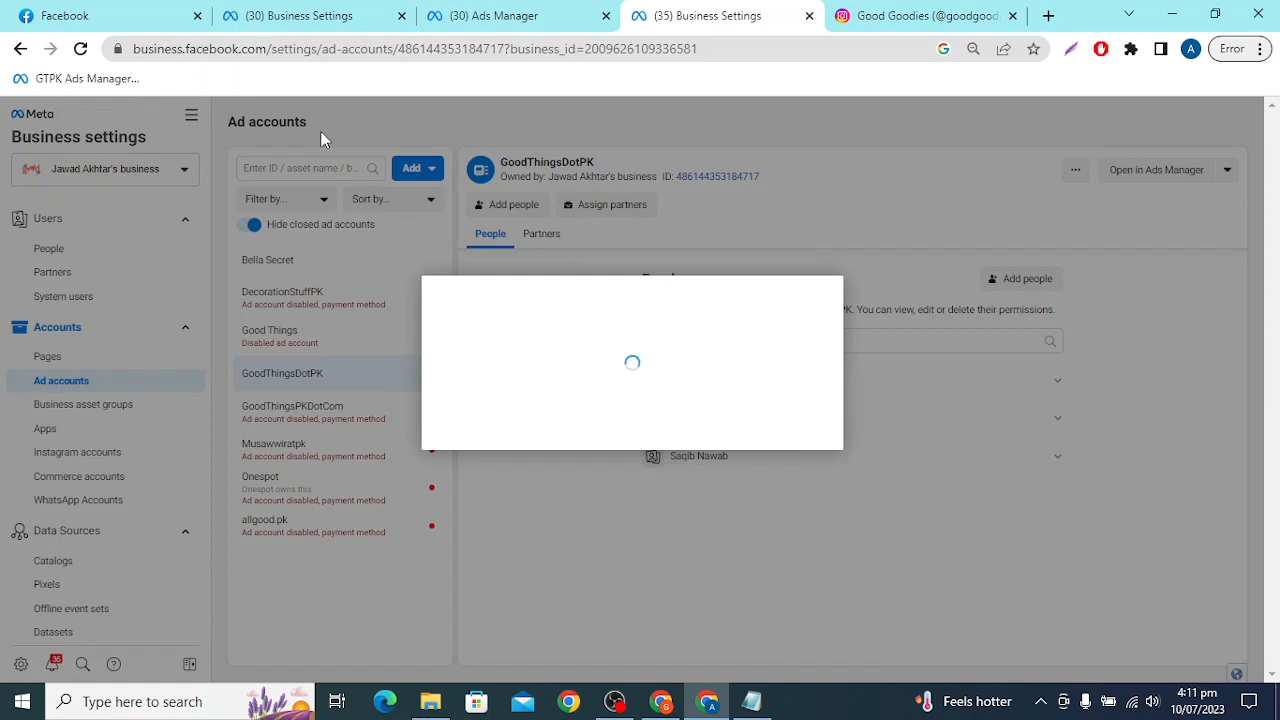 Facebook
(30) Business Settings
(30) Ads Manager
(35) Business Settings
Good Goodies (@goodgood
business.facebook.com/settings/ad-accounts/486144353184717?business_id=2009626109336581
A
Error
GTPK Ads Manager...
Meta
Business settings
Jawad Akhtar's business
Users
People
Partners
System users
Accounts
Pages
Ad accounts
Business asset groups
Apps
Instagram accounts
Commerce accounts
WhatsApp Accounts
Data Sources
Catalogs
Pixels
Offline event sets
Datasets
35
Ad accounts
Enter ID / asset name / b...
Add
Filter by...
Sort by...
Hide closed ad accounts
Bella Secret
DecorationStuffPK
Ad account disabled, payment method
Good Things
Disabled ad account
GoodThingsDotPK
GoodThingsPKDotCom
Ad account disabled, payment method
Musawwiratpk
Ad account disabled, payment method
Onespot
Onespot owns this
Ad account disabled, payment method
allgood.pk
Ad account disabled, payment method
GoodThingsDotPK
Owned by: Jawad Akhtar's business ID: 486144353184717
Open in Ads Manager
Add people
Assign partners
People
Partners
Add people
PK. You can view, edit or delete their permissions.
Saqib Nawab
Type here to search
G
A
Feels hotter
4:11 pm
10/07/2023